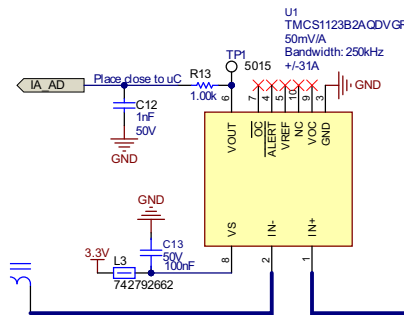 U1
TMCS1123B2AQDVGR
50mV/A
Bandwidth: 250kHz
+/-31A
TP1
5015
IA_AD
Place close to uC
R13
1.00k
C12
1nF
50V
GND
GND
6
7
4
5
10
9
3
VOUT
OC
ALERT
VREF
NC
VOC
GND
VS
IN-
IN+
8
2
1
GND
C13
50V
100nF
3.3V
L3
742792662